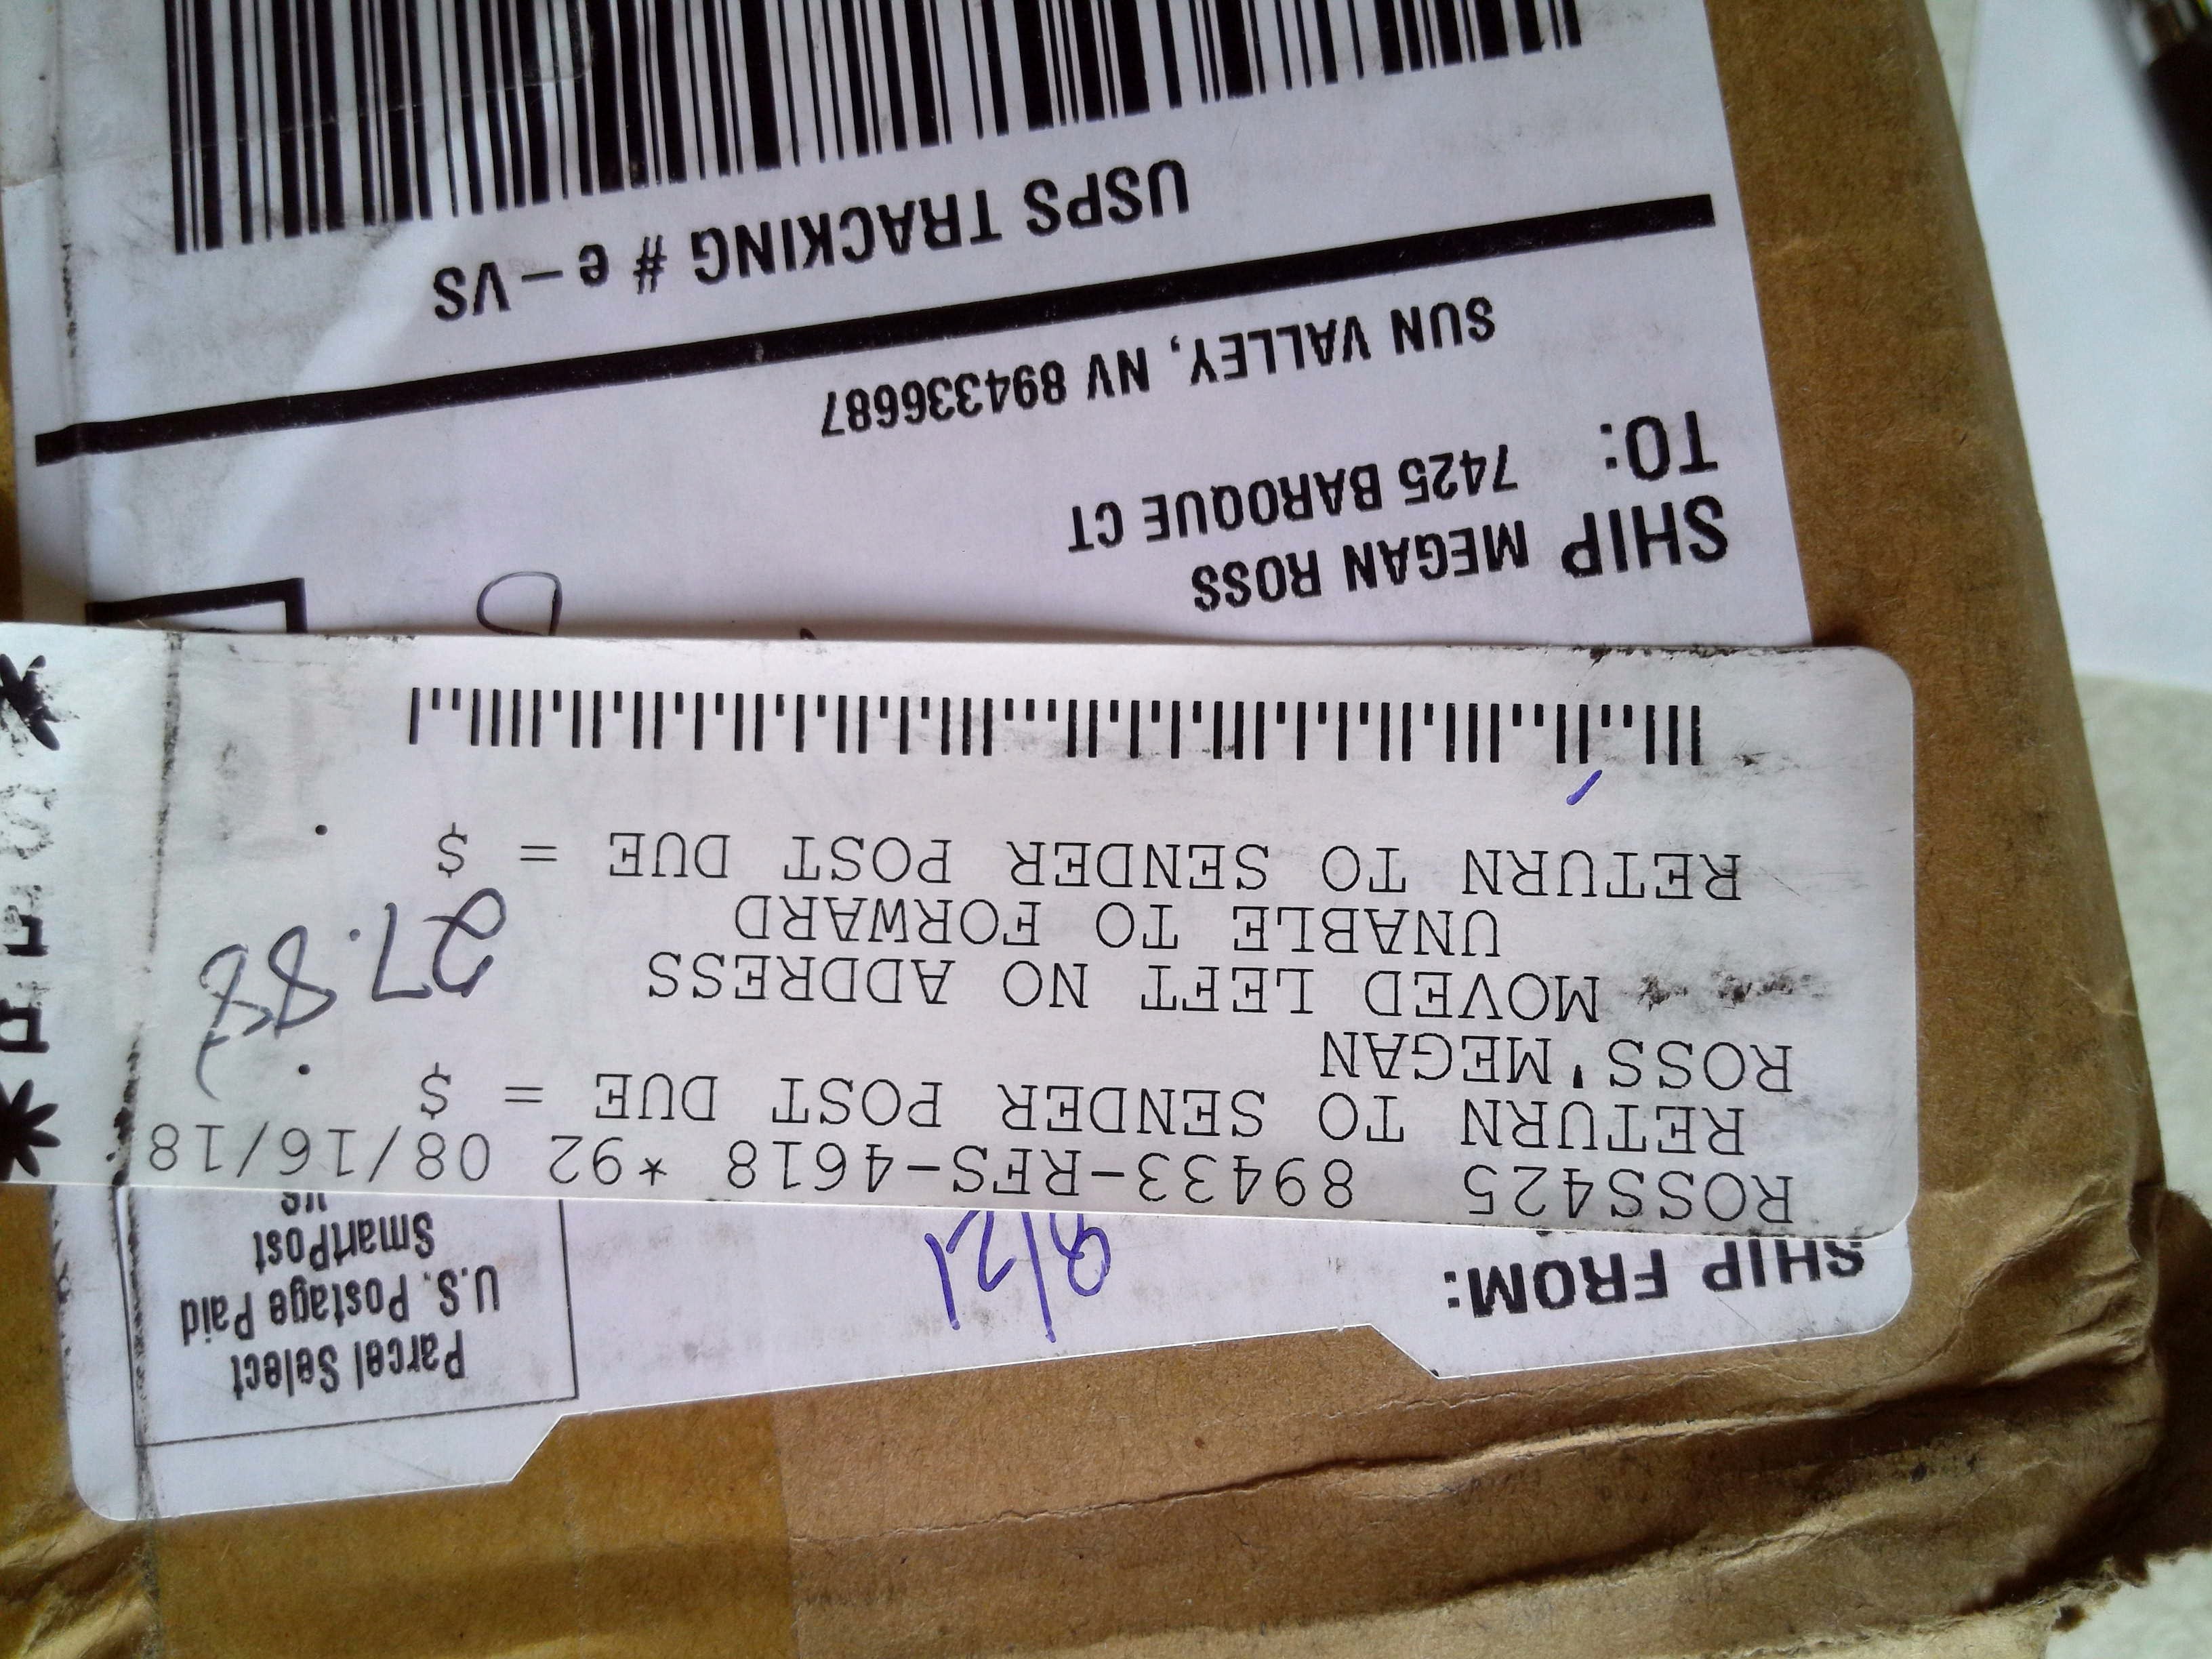 SHIP FROM:
8/21
Parcel Select
U.S. Postage Paid
SmartPost
ROSS425 89433-RFS-4618 *92 08/16/18
RETURN TO SENDER POST DUE = $ .
ROSS'MEGAN
MOVED LEFT NO ADDRESS
UNABLE TO FORWARD
27.88
RETURN TO SENDER POST DUE = $ .
SHIP MEGAN ROSS
TO: 7425 BAROQUE CT
SUN VALLEY, NV 894336687
USPS TRACKING # e-VS